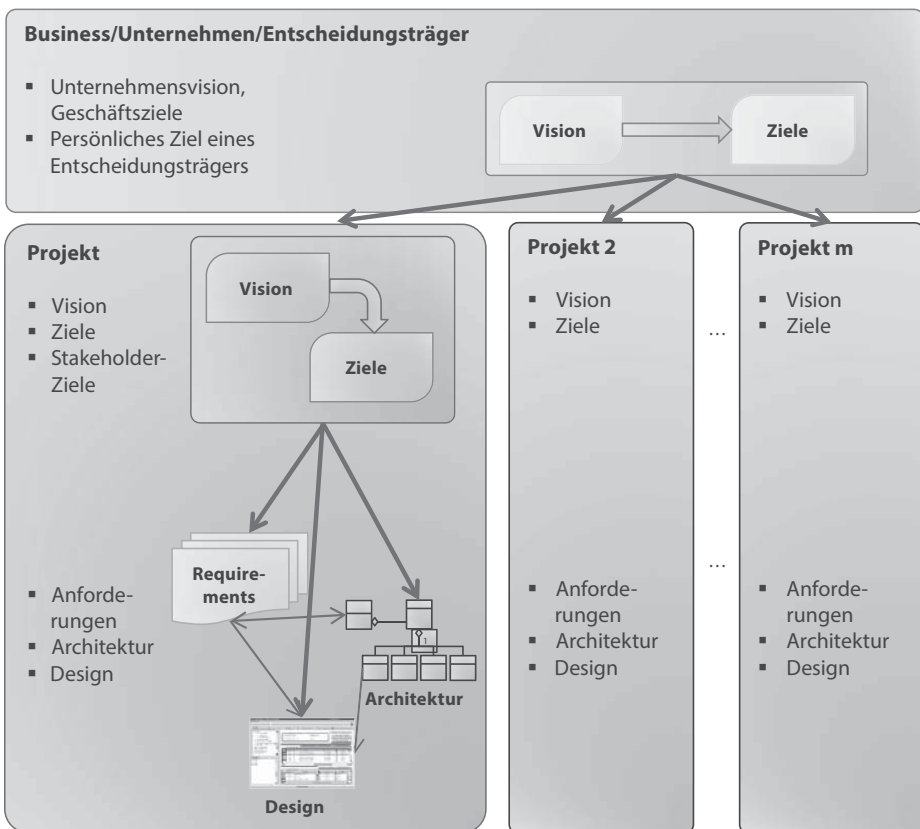 Business/Unternehmen/Entscheidungsträger
▪ Unternehmensvision,
Geschäftsziele
▪ Persönliches Ziel eines
Entscheidungsträgers
Vision
Ziele
Projekt
▪ Vision
▪ Ziele
▪ Stakeholder-
Ziele
Vision
Ziele
Require-
ments
▪ Anforde-
rungen
▪ Architektur
▪ Design
1
Architektur
Design
Projekt 2
▪ Vision
▪ Ziele
▪ Anforde-
rungen
▪ Architektur
▪ Design
...
...
Projekt m
▪ Vision
▪ Ziele
▪ Anforde-
rungen
▪ Architektur
▪ Design